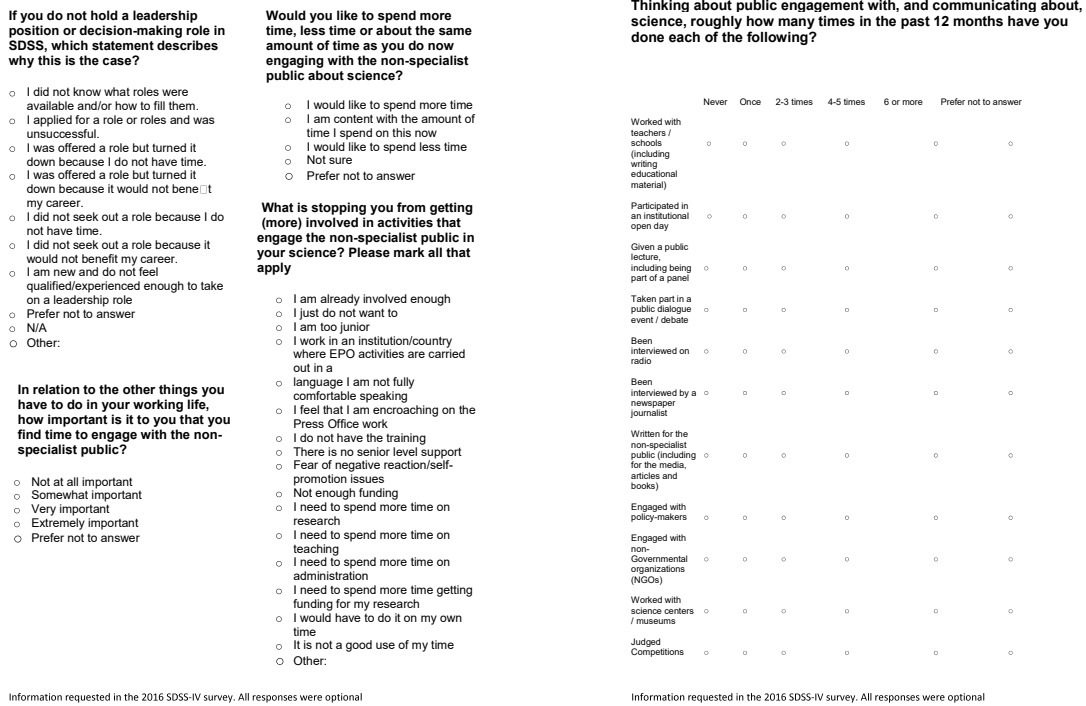 If you do not hold a leadership
position or decision-making role in
SDSS, which statement describes
why this is the case?
○ I did not know what roles were
available and/or how to fill them.
○ I applied for a role or roles and was
unsuccessful.
○ I was offered a role but turned it
down because I do not have time.
○ I was offered a role but turned it
down because it would not bene□t
my career.
○ I did not seek out a role because I do
not have time.
○ I did not seek out a role because it
would not benefit my career.
○ I am new and do not feel
qualified/experienced enough to take
on a leadership role
○ Prefer not to answer
○ N/A
○ Other:
In relation to the other things you
have to do in your working life,
how important is it to you that you
find time to engage with the non-
specialist public?
○ Not at all important
○ Somewhat important
○ Very important
○ Extremely important
○ Prefer not to answer
Would you like to spend more
time, less time or about the same
amount of time as you do now
engaging with the non-specialist
public about science?
○ I would like to spend more time
○ I am content with the amount of
time I spend on this now
○ I would like to spend less time
○ Not sure
○ Prefer not to answer
What is stopping you from getting
(more) involved in activities that
engage the non-specialist public in
your science? Please mark all that
apply
○ I am already involved enough
○ I just do not want to
○ I am too junior
○ I work in an institution/country
where EPO activities are carried
out in a
○ language I am not fully
comfortable speaking
○ I feel that I am encroaching on the
Press Office work
○ I do not have the training
○ There is no senior level support
○ Fear of negative reaction/self-
promotion issues
○ Not enough funding
○ I need to spend more time on
research
○ I need to spend more time on
teaching
○ I need to spend more time on
administration
○ I need to spend more time getting
funding for my research
○ I would have to do it on my own
time
○ It is not a good use of my time
○ Other:
Information requested in the 2016 SDSS-IV survey. All responses were optional
Thinking about public engagement with, and communicating about,
science, roughly how many times in the past 12 months have you
done each of the following?
Never Once 2-3 times 4-5 times 6 or more Prefer not to answer
Worked with
teachers /
schools
(including
writing
educational
material)
Participated in
an institutional
open day
Given a public
lecture,
including being
part of a panel
Taken part in a
public dialogue
event / debate
Been
interviewed on
radio
Been
interviewed by a
newspaper
journalist
Written for the
non-specialist
public (including
for the media,
articles and
books)
Engaged with
policy-makers
Engaged with
non-
Governmental
organizations
(NGOs)
Worked with
science centers
/ museums
Judged
Competitions
Information requested in the 2016 SDSS-IV survey. All responses were optional